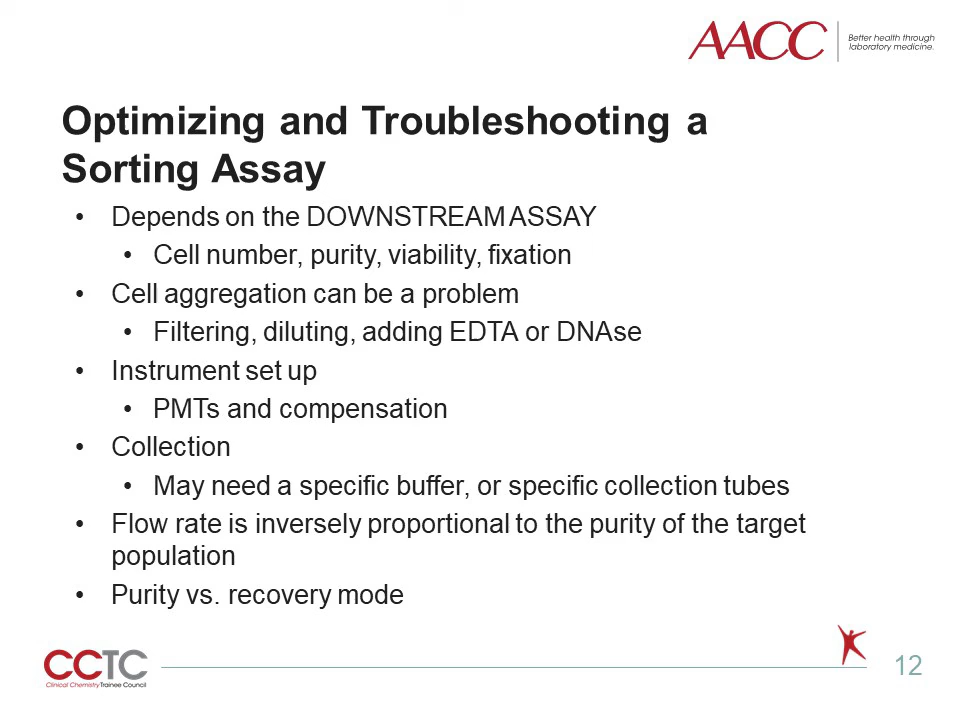 AACC
Better health through
laboratory medicine.
Optimizing and Troubleshooting a
Sorting Assay
• Depends on the DOWNSTREAM ASSAY
• Cell number, purity, viability, fixation
• Cell aggregation can be a problem
• Filtering, diluting, adding EDTA or DNAse
• Instrument set up
• PMTs and compensation
• Collection
• May need a specific buffer, or specific collection tubes
• Flow rate is inversely proportional to the purity of the target
population
• Purity vs. recovery mode
CCTC
Clinical Chemistry Trainee Council
12